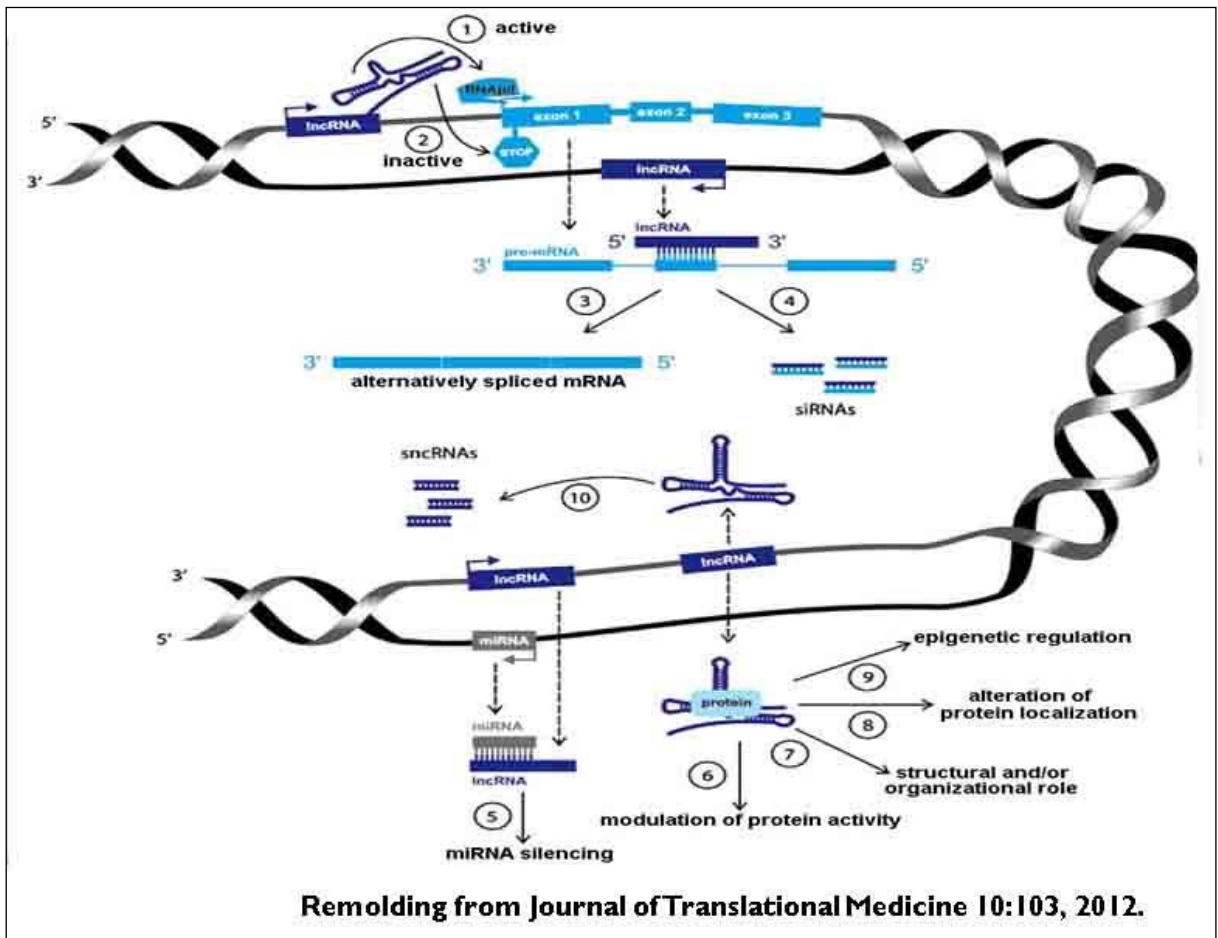 1 active
RNApII
5'
lncRNA
exon 1
exon 2
exon 3
2
inactive
STOP
3'
lncRNA
lncRNA
5'
3'
pre-mRNA
3'
5'
3
4
3'
5'
alternatively spliced mRNA
siRNAs
sncRNAs
10
lncRNA
3'
lncRNA
5'
miRNA
epigenetic regulation
9
protein
alteration of
protein localization
8
miRNA
7
lncRNA
6
structural and/or
organizational role
5
modulation of protein activity
miRNA silencing
Remolding from Journal of Translational Medicine 10:103, 2012.